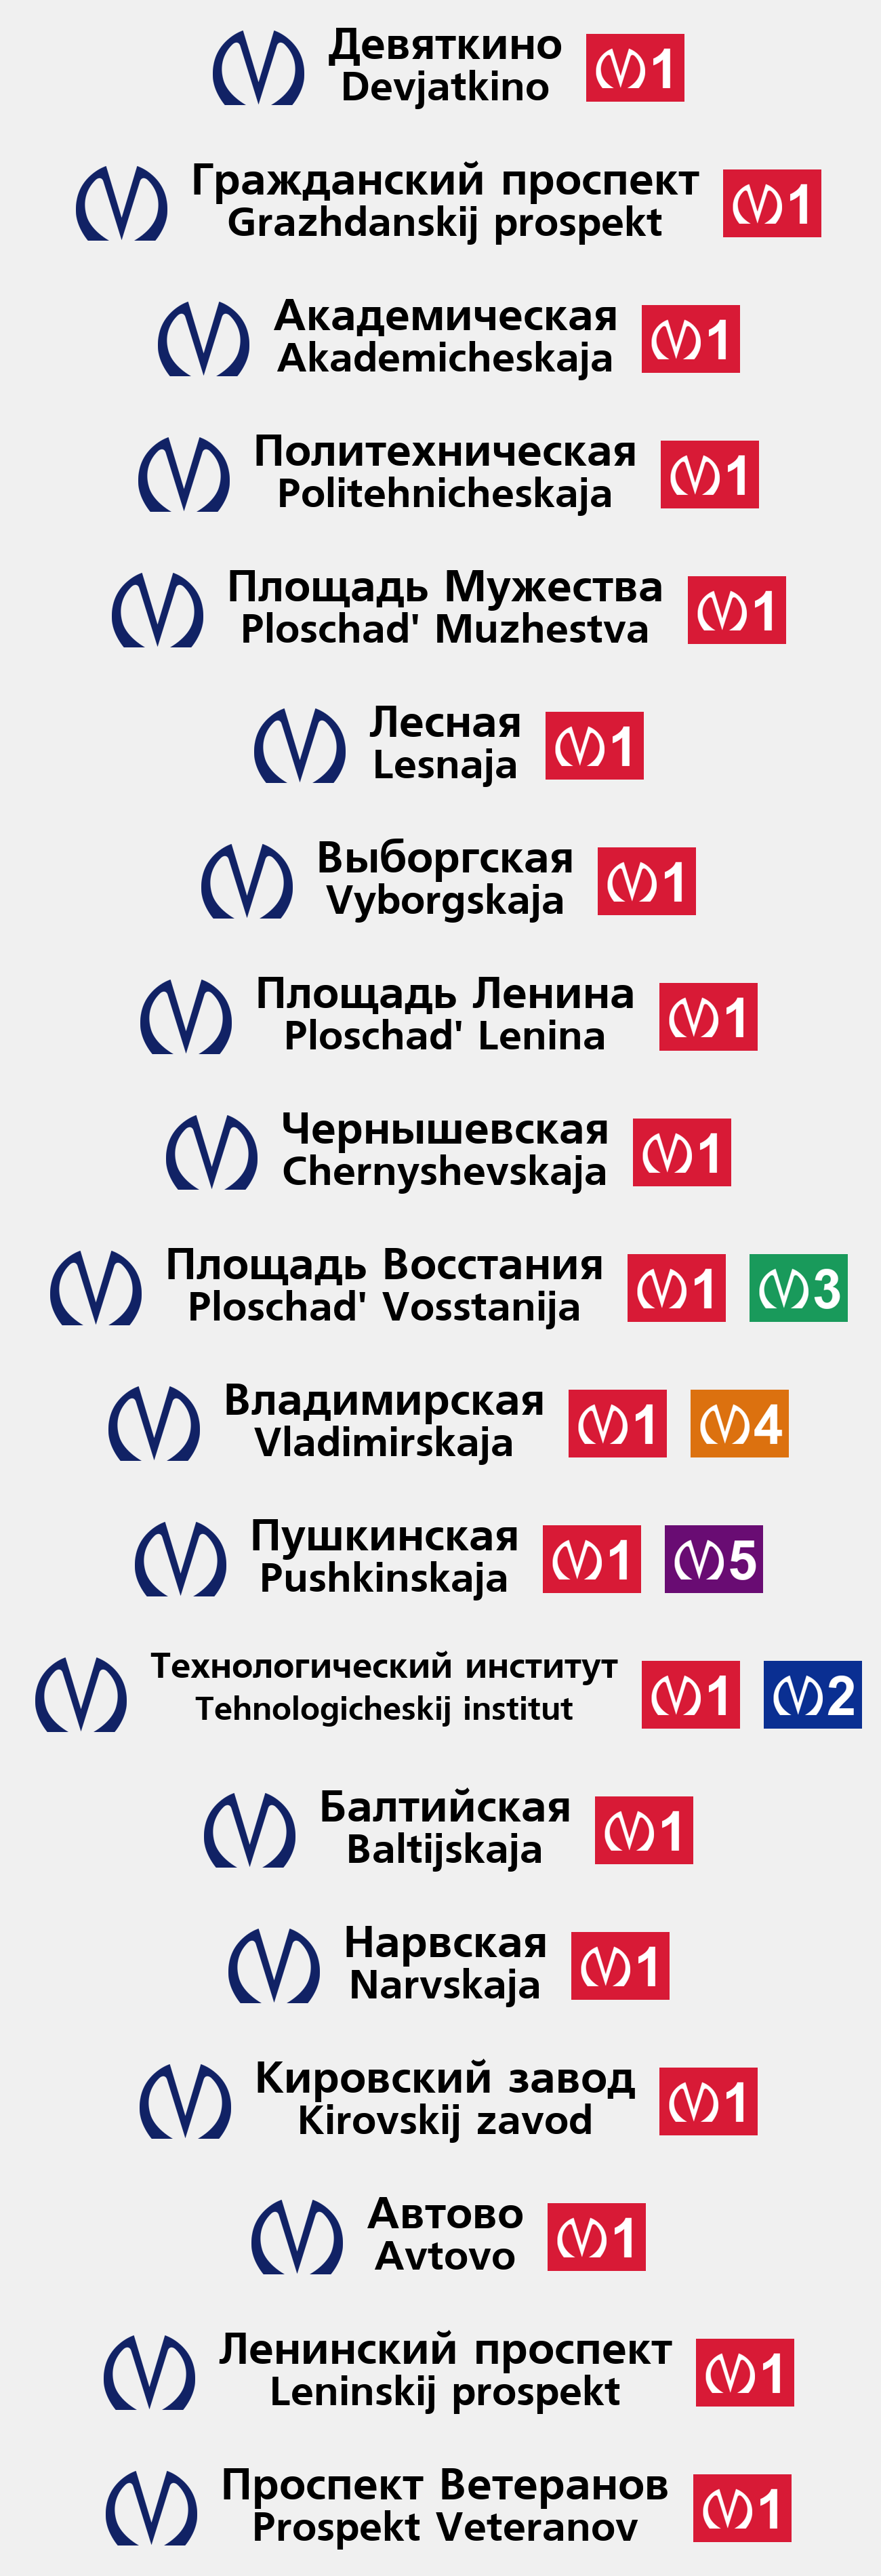 Девяткино 1
Devjatkino
Гражданский проспект 1
Grazhdanskij prospekt
Академическая 1
Akademicheskaja
Политехническая 1
Politehnicheskaja
Площадь Мужества 1
Ploschad' Muzhestva
Лесная 1
Lesnaja
Выборгская 1
Vyborgskaja
Площадь Ленина 1
Ploschad' Lenina
Чернышевская 1
Chernyshevskaja
Площадь Восстания 1 3
Ploschad' Vosstanija
Владимирская 1 4
Vladimirskaja
Пушкинская 1 5
Pushkinskaja
Технологический институт 1 2
Tehnologicheskij institut
Балтийская 1
Baltijskaja
Нарвская 1
Narvskaja
Кировский завод 1
Kirovskij zavod
Автово 1
Avtovo
Ленинский проспект 1
Leninskij prospekt
Проспект Ветеранов 1
Prospekt Veteranov